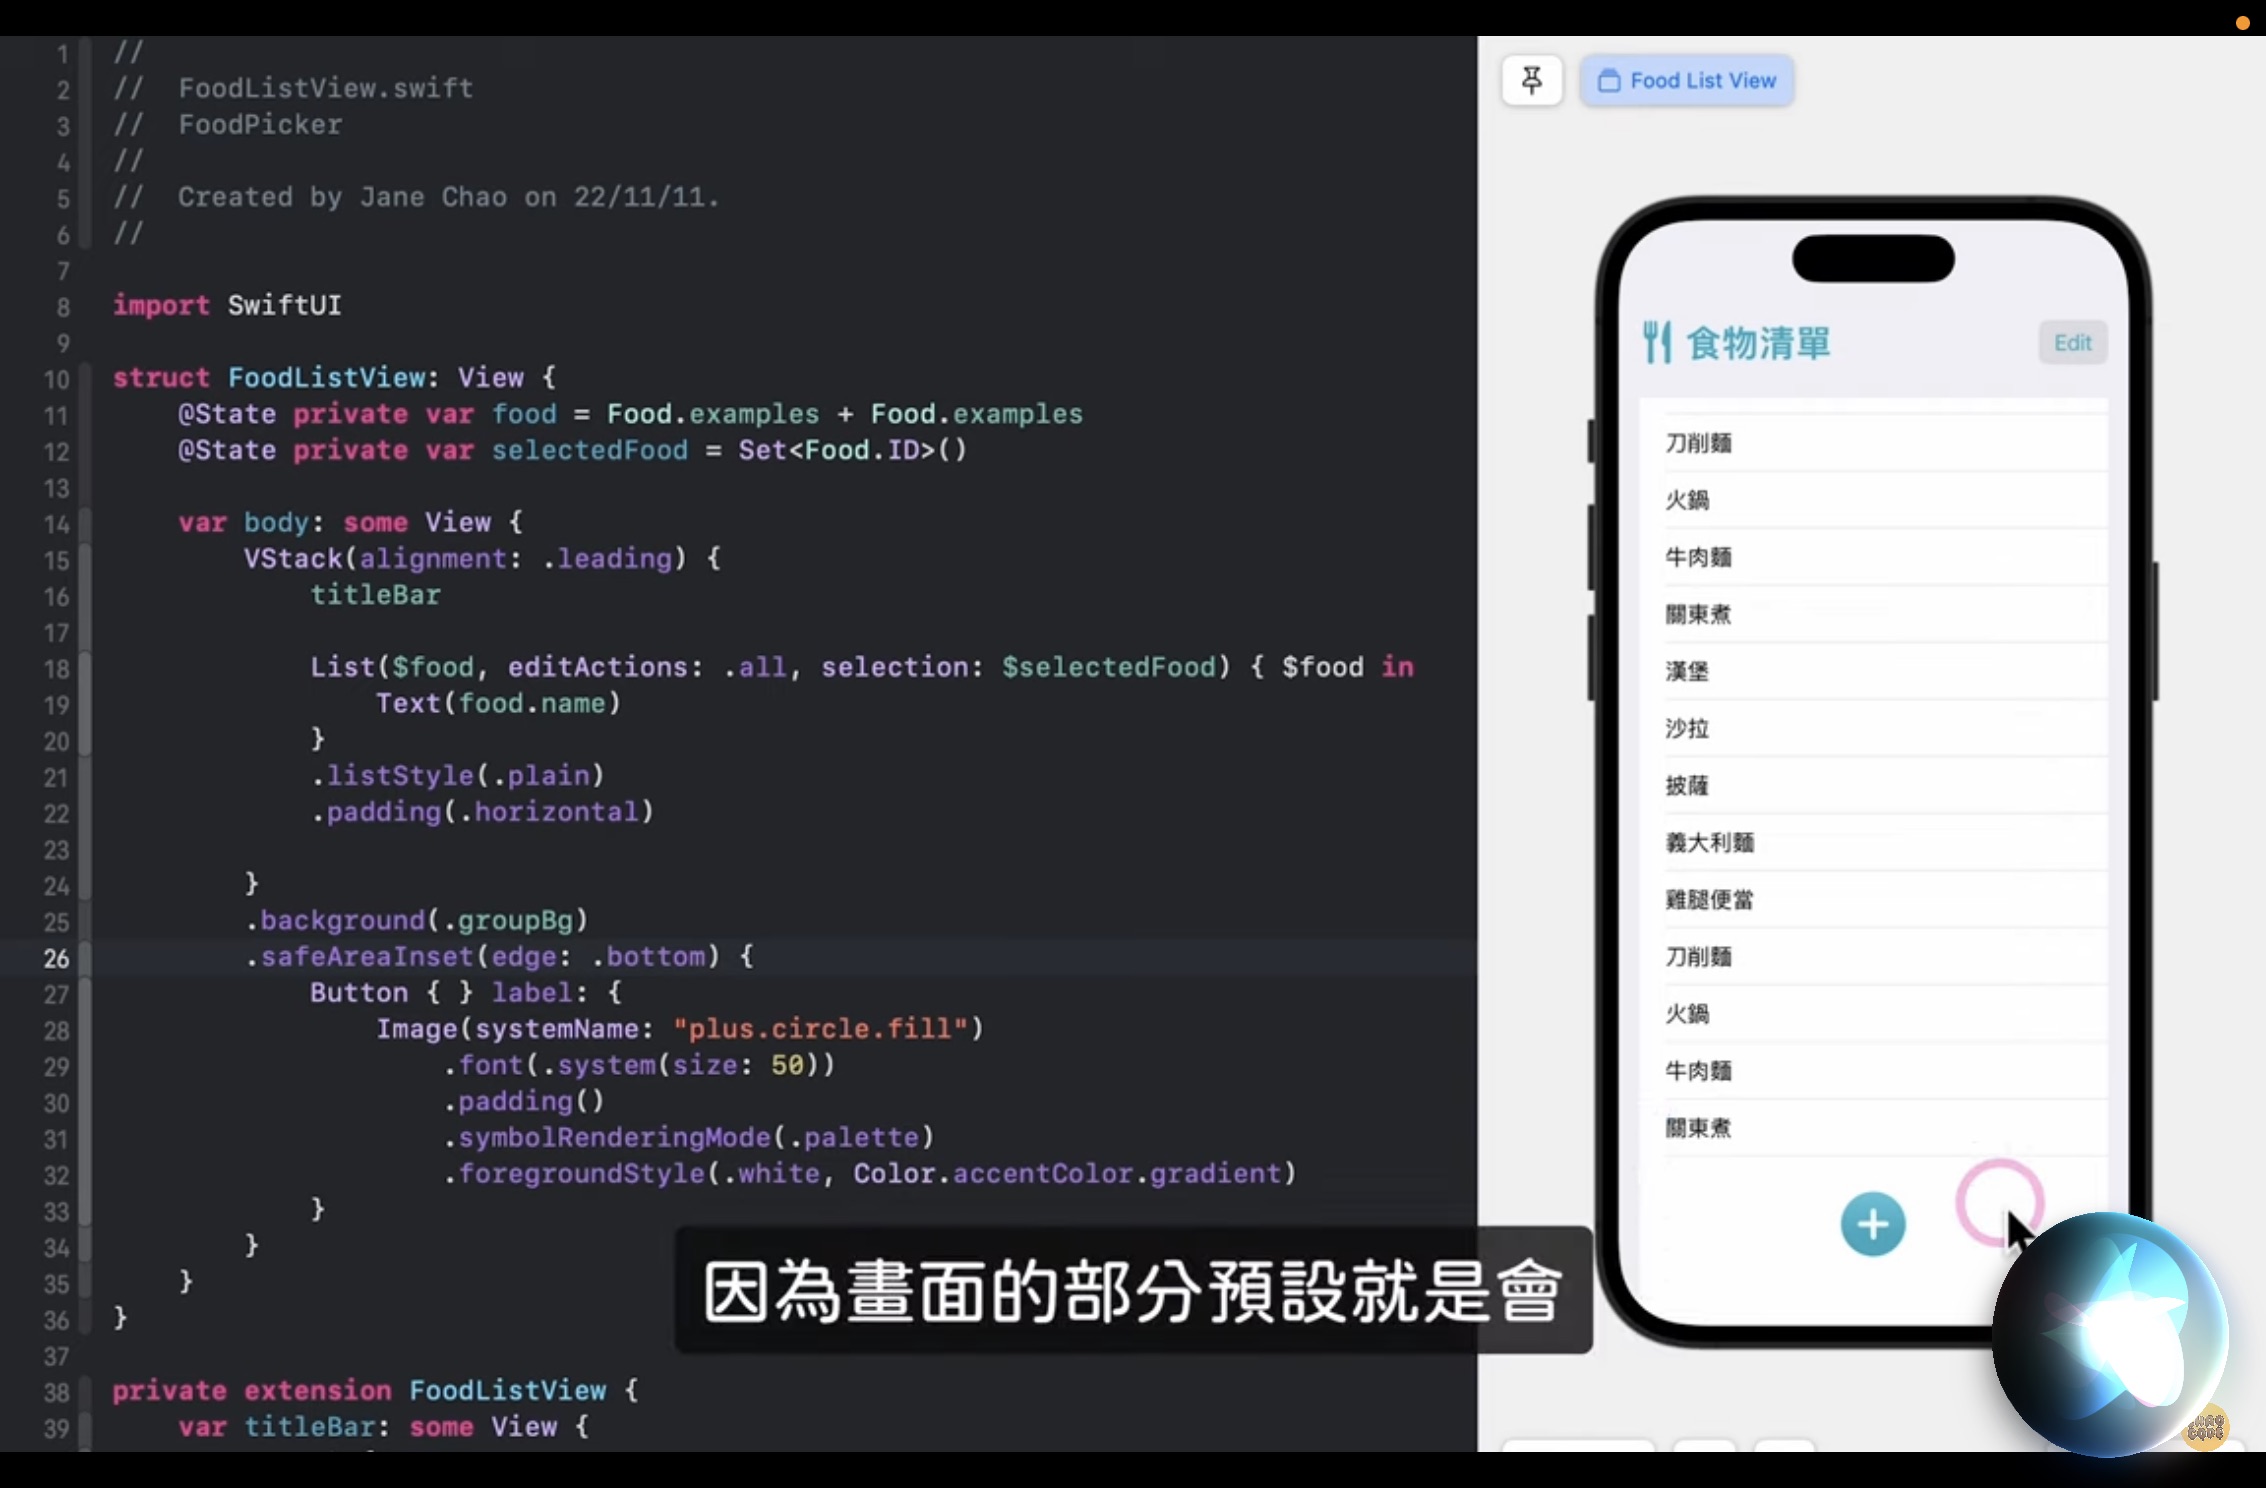 1 //
2 //  FoodListView.swift
3 //  FoodPicker
4 //
5 //  Created by Jane Chao on 22/11/11.
6 //
7
8 import SwiftUI
9
10 struct FoodListView: View {
11     @State private var food = Food.examples + Food.examples
12     @State private var selectedFood = Set<Food.ID>()
13
14     var body: some View {
15         VStack(alignment: .leading) {
16             titleBar
17
18             List($food, editActions: .all, selection: $selectedFood) { $food in
19                 Text(food.name)
20             }
21             .listStyle(.plain)
22             .padding(.horizontal)
23
24         }
25         .background(.groupBg)
26         .safeAreaInset(edge: .bottom) {
27             Button { } label: {
28                 Image(systemName: "plus.circle.fill")
29                     .font(.system(size: 50))
30                     .padding()
31                     .symbolRenderingMode(.palette)
32                     .foregroundStyle(.white, Color.accentColor.gradient)
33             }
34         }
35     }
36 }
37
38 private extension FoodListView {
39     var titleBar: some View {
Food List View
食物清單 Edit
刀削麵
火鍋
牛肉麵
關東煮
漢堡
沙拉
披薩
義大利麵
雞腿便當
刀削麵
火鍋
牛肉麵
關東煮
因為畫面的部分預設就是會